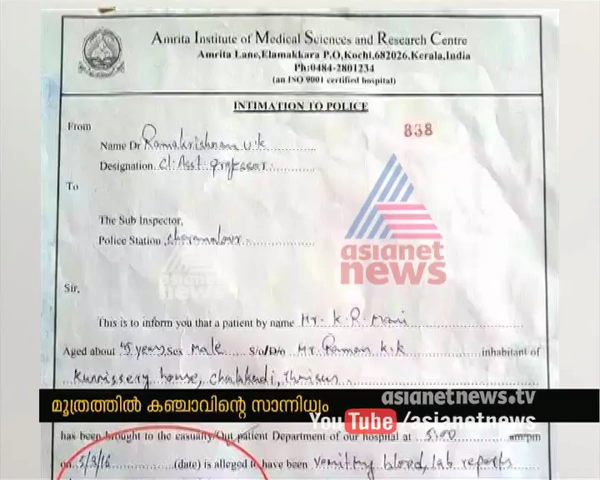 Amrita Institute of Medical Sciences and Research Centre
Amrita Lane,Elamakkara P.O,Kochi,682026.Kerala,India
Ph:0484-2801234
(an ISO 9001 certified hospital)
INTIMATION TO POLICE
From
838
Name Dr Ramakrishnan U.K
Designation Cl. Asst. professor
To
The Sub Inspector,
Police Station
asianet
news
Sir,
This is to inform you that a patient by name Mr. K. R. Mani
Aged about 45 years Sex Male S/o/D/o Mr Raman K.K inhabitant of
Kunnissery house, Chalakudi, Thrissur
മൂത്രത്തിൽ കഞ്ചാവിന്റെ സാന്നിധ്യം
asianetnews.tv
You Tube /asianetnews
has been brought to the casualty/Out patient Department of our hospital at 5:00 am/pm
on 5/3/16 (date) is alleged to have been vomitting blood, lab reports